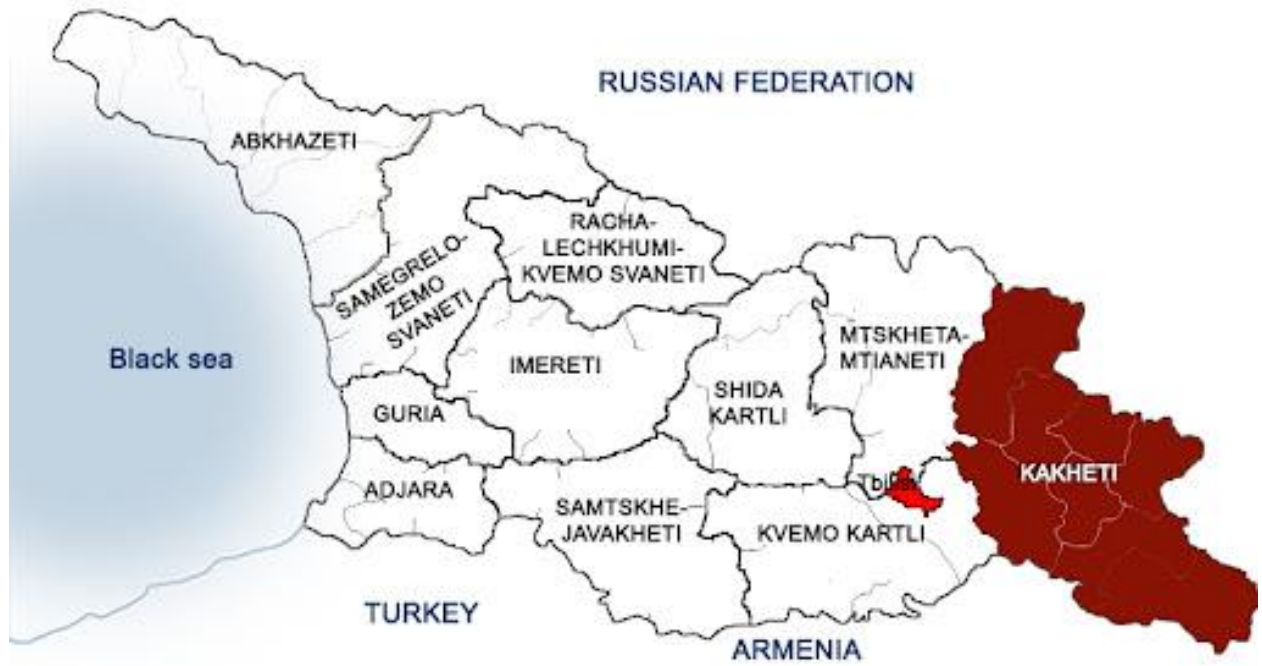 RUSSIAN FEDERATION
ABKHAZETI
RACHA-
LECHKHUMI-
KVEMO SVANETI
SAMEGRELO-
ZEMO
SVANETI
Black sea
IMERETI
MTSKHETA-
MTIANETI
SHIDA
KARTLI
GURIA
KAKHETI
ADJARA
SAMTSKHE-
JAVAKHETI
KVEMO KARTLI
TURKEY
ARMENIA